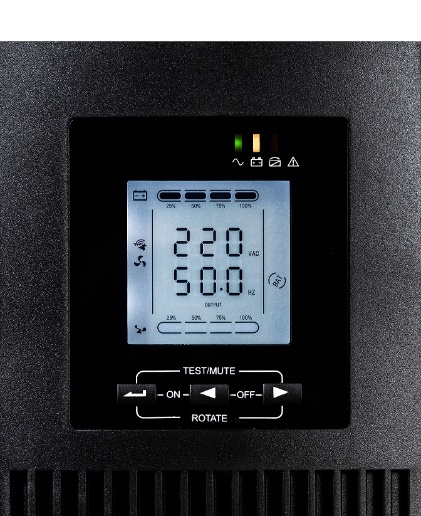 25% 50% 75% 100%
220 VAC
50.0 HZ
OUTPUT
BAT
25% 50% 75% 100%
TEST/MUTE
ON OFF
ROTATE